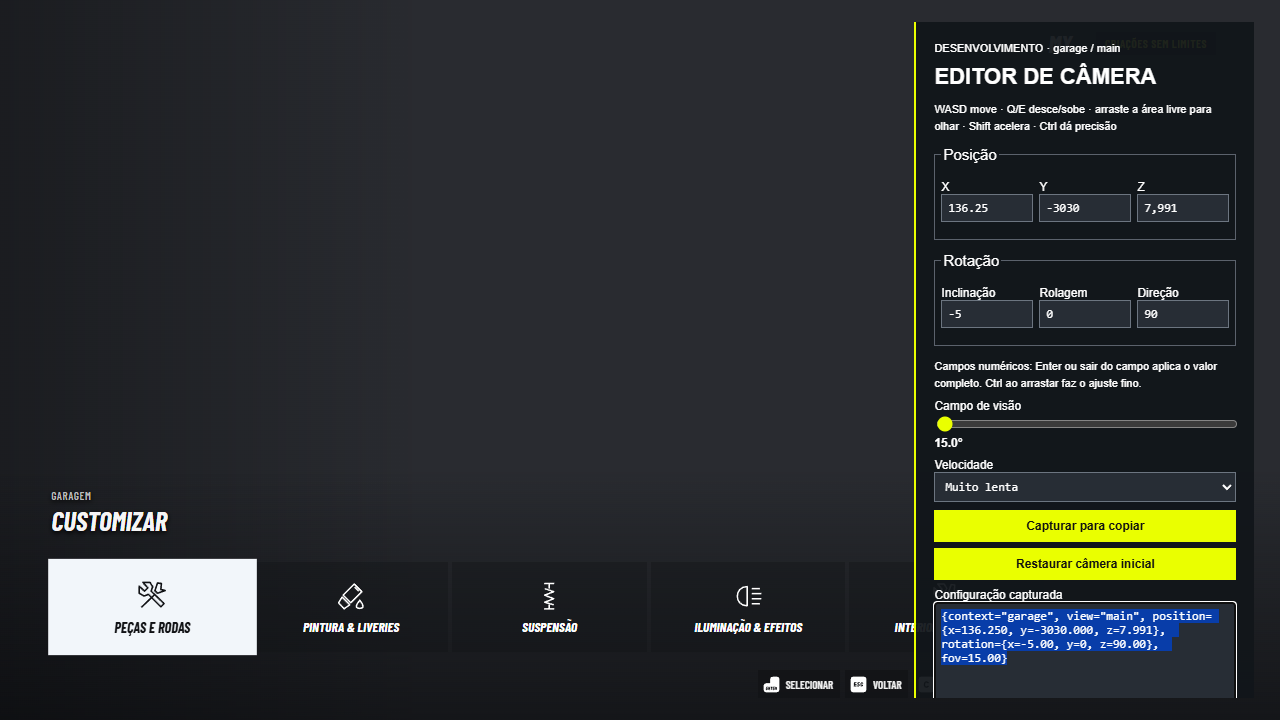 DESENVOLVIMENTO · garage / main
EDITOR DE CÂMERA
WASD move · Q/E desce/sobe · arraste a área livre para
olhar · Shift acelera · Ctrl dá precisão
Posição
X Y Z
136.25 -3030 7,991
Rotação
Inclinação Rolagem Direção
-5 0 90
Campos numéricos: Enter ou sair do campo aplica o valor
completo. Ctrl ao arrastar faz o ajuste fino.
Campo de visão
15.0°
Velocidade
Muito lenta
Capturar para copiar
Restaurar câmera inicial
Configuração capturada
{context="garage", view="main", position=
{x=136.250, y=-3030.000, z=7.991},
rotation={x=-5.00, y=0, z=90.00},
fov=15.00}
GARAGEM
CUSTOMIZAR
PEÇAS E RODAS
PINTURA & LIVERIES
SUSPENSÃO
ILUMINAÇÃO & EFEITOS
ENTER SELECIONAR ESC VOLTAR